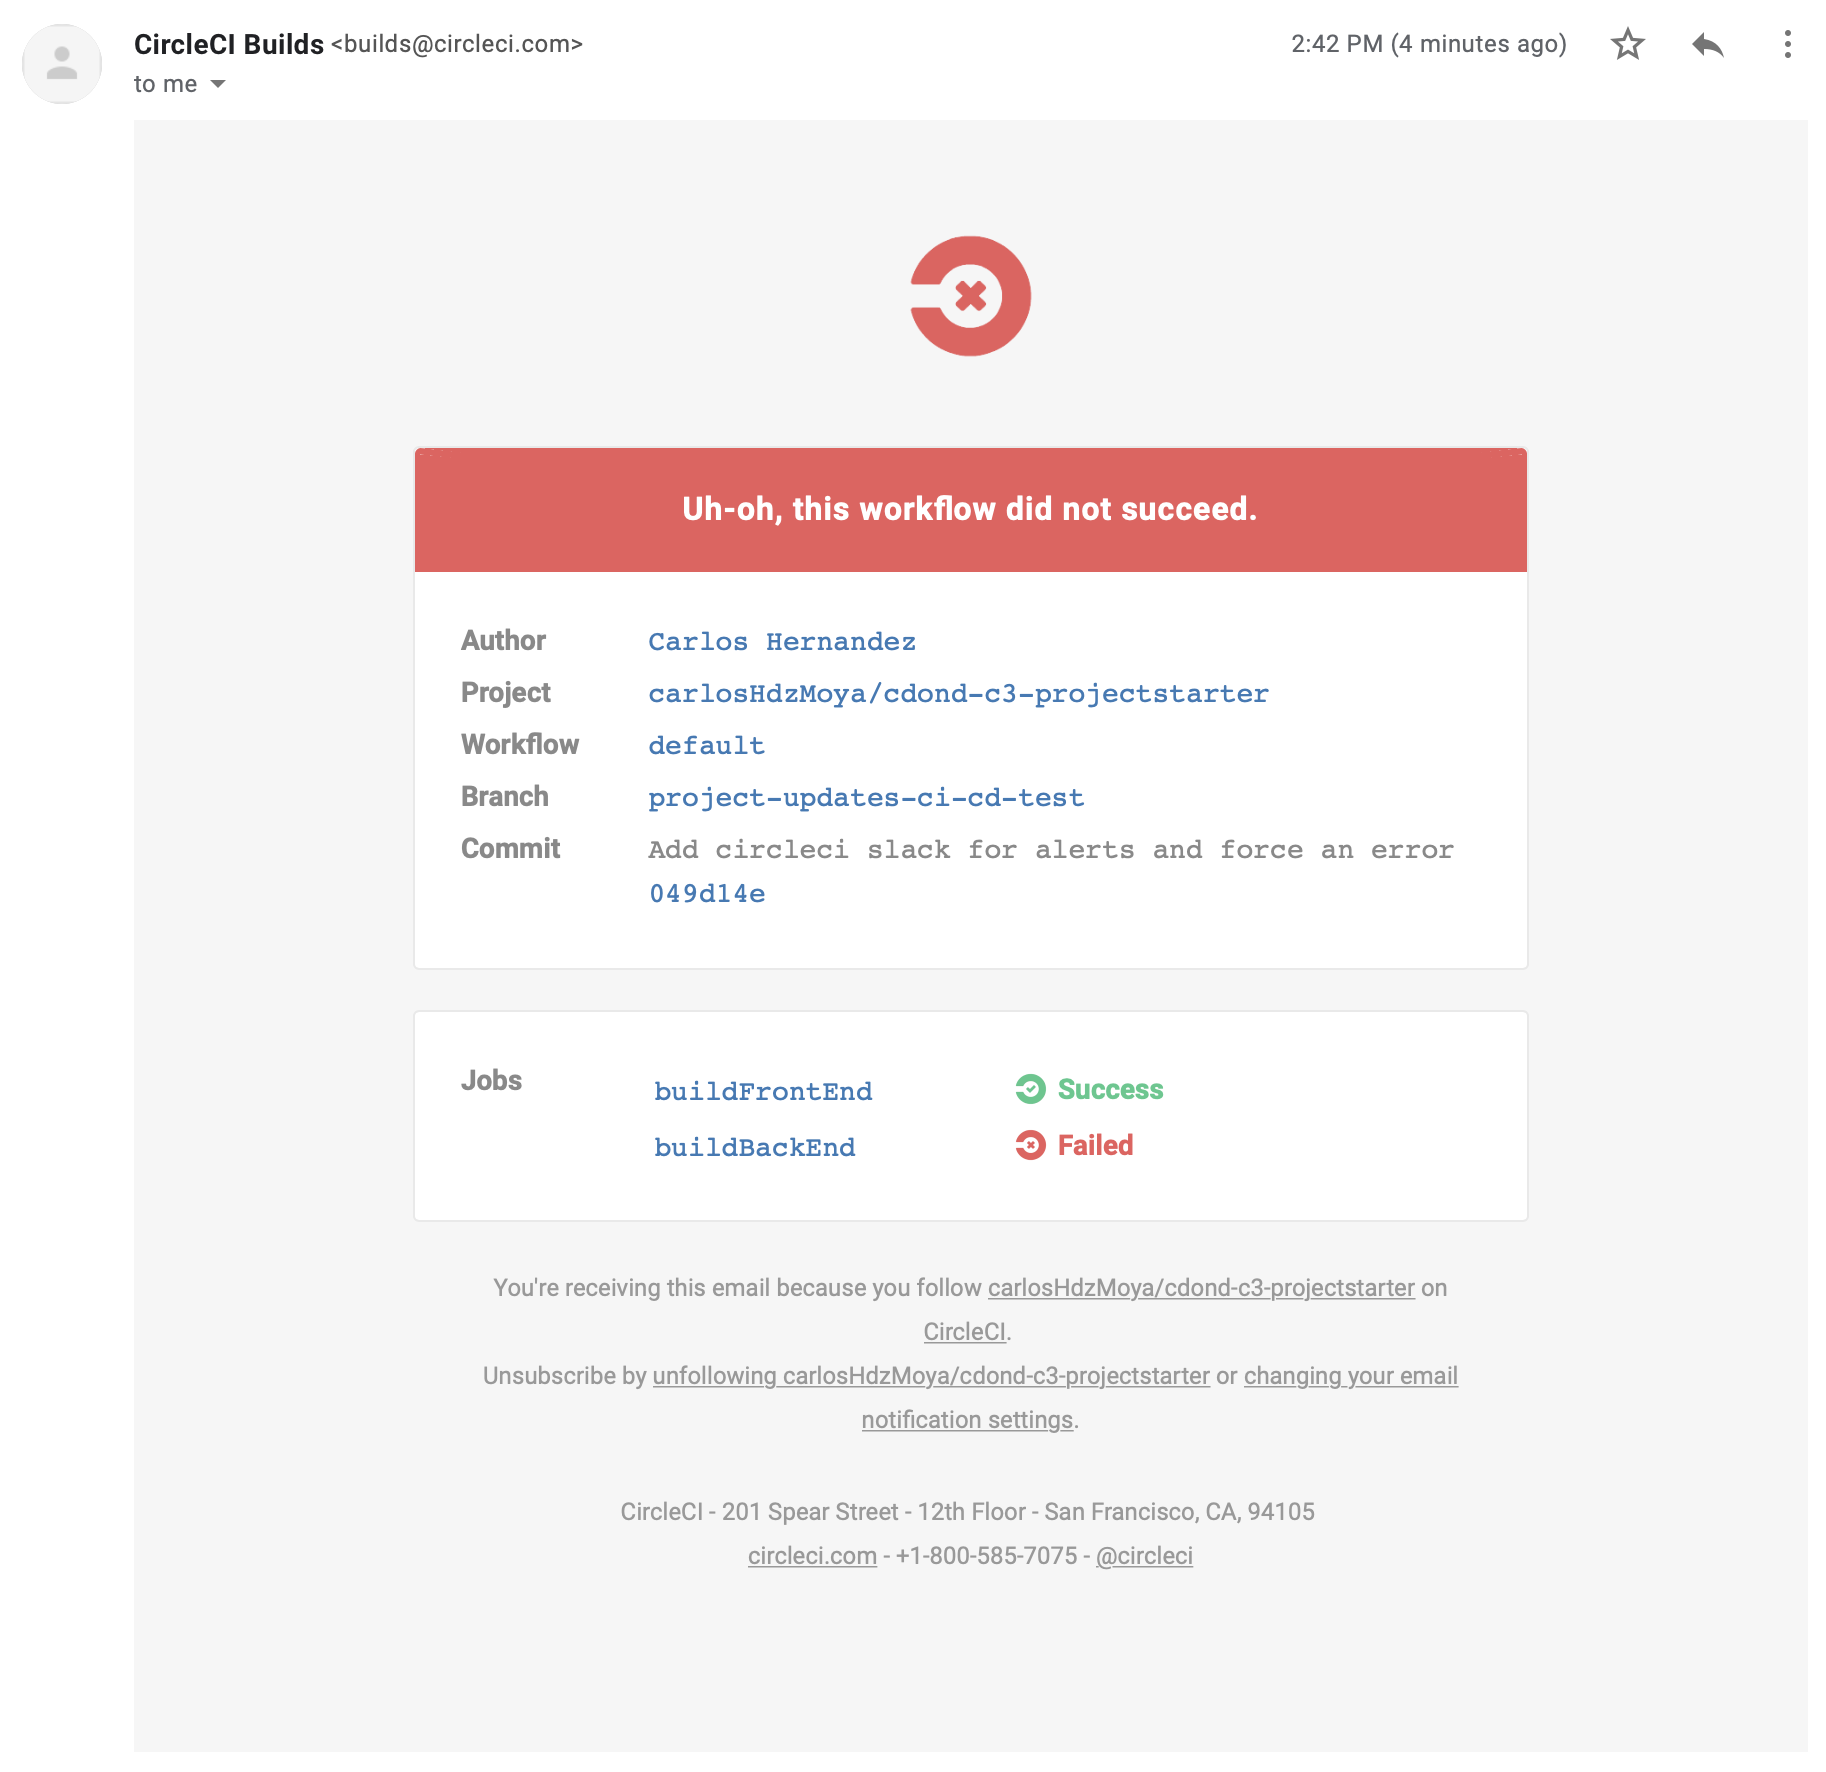 CircleCI Builds <builds@circleci.com> 2:42 PM (4 minutes ago)
to me
Uh-oh, this workflow did not succeed.
Author Carlos Hernandez
Project carlosHdzMoya/cdond-c3-projectstarter
Workflow default
Branch project-updates-ci-cd-test
Commit Add circleci slack for alerts and force an error
049d14e
Jobs buildFrontEnd Success
buildBackEnd Failed
You're receiving this email because you follow carlosHdzMoya/cdond-c3-projectstarter on
CircleCI.
Unsubscribe by unfollowing carlosHdzMoya/cdond-c3-projectstarter or changing your email
notification settings.
CircleCI - 201 Spear Street - 12th Floor - San Francisco, CA, 94105
circleci.com - +1-800-585-7075 - @circleci